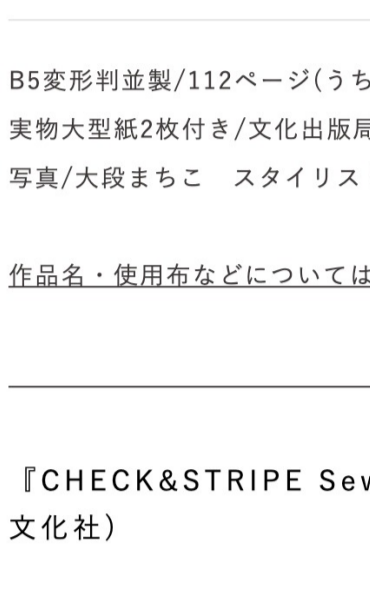 B5変形判並製/112ページ(うち
実物大型紙2枚付き/文化出版局
写真/大段まちこ　スタイリス
作品名・使用布などについては
『CHECK&STRIPE Sew
文化社)